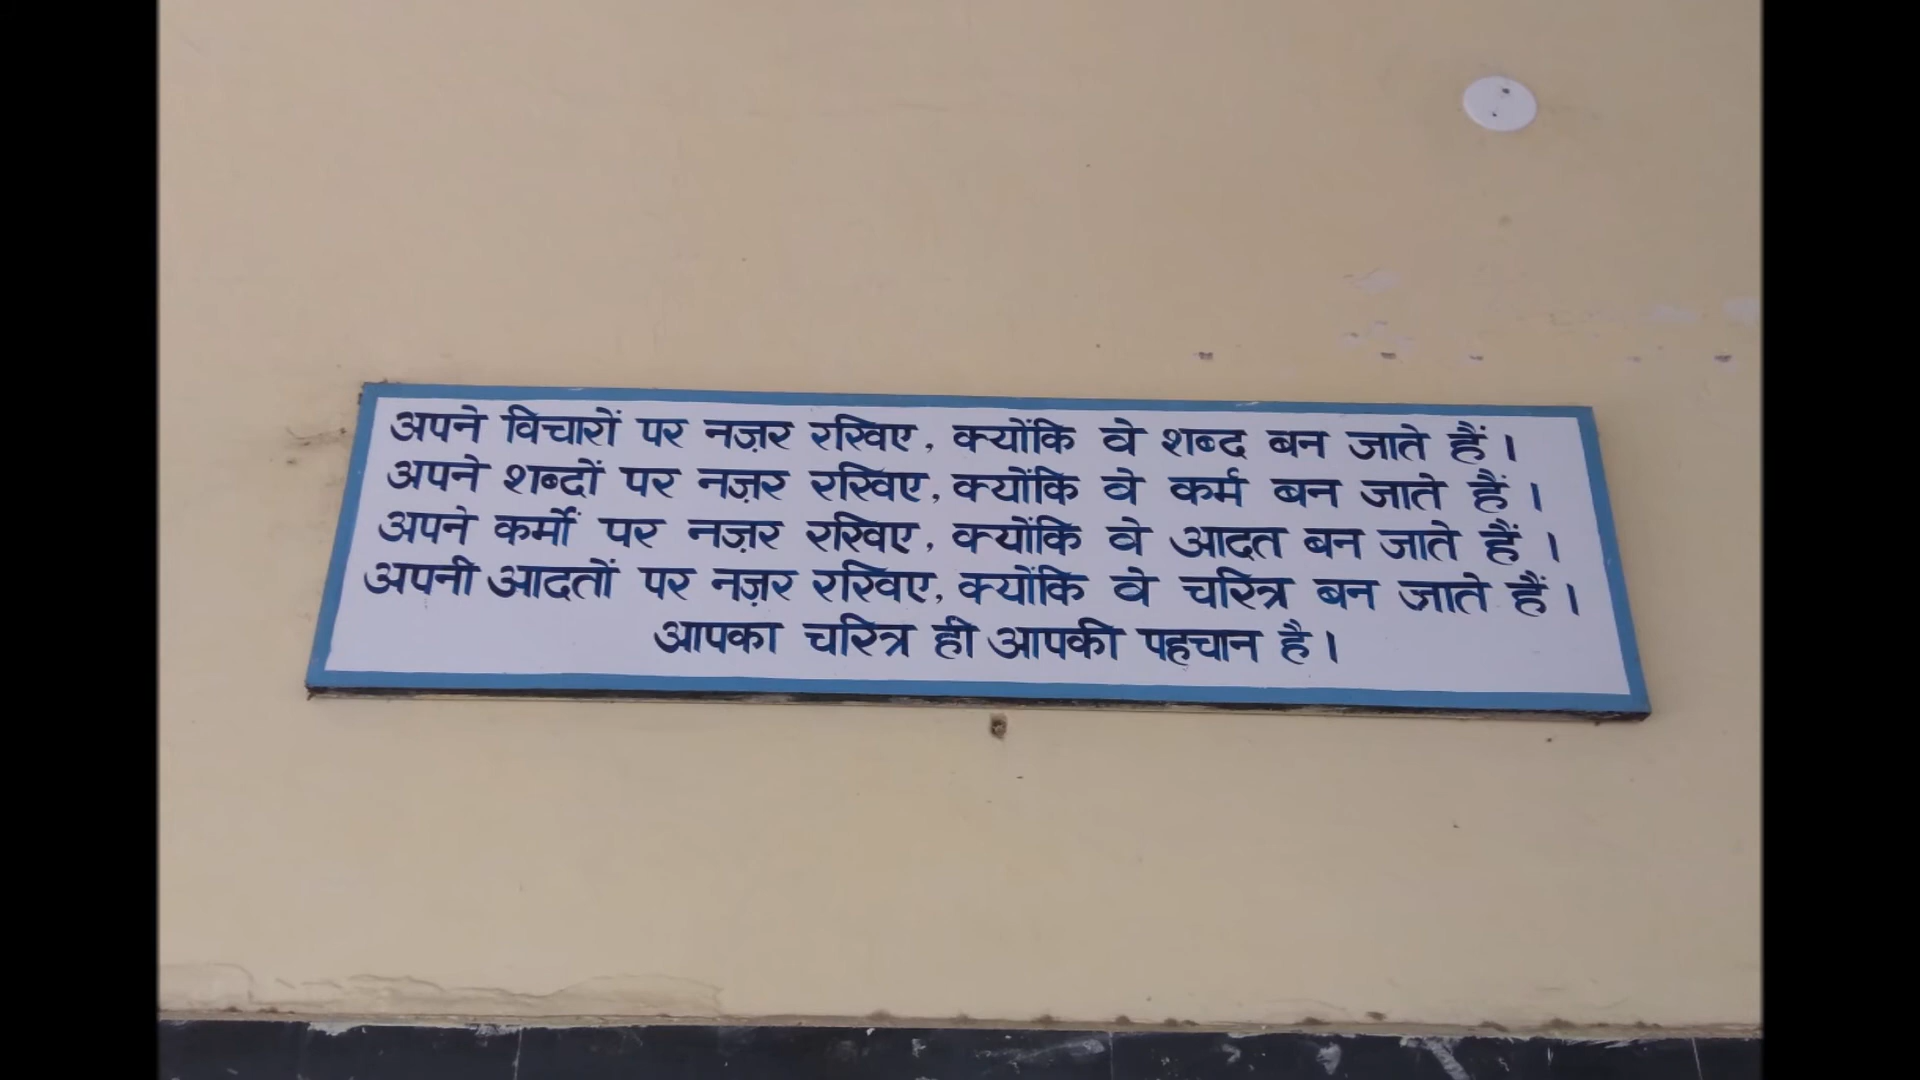 अपने विचारों पर नज़र रखिए, क्योंकि वे शब्द बन जाते हैं।
अपने शब्दों पर नज़र रखिए, क्योंकि वे कर्म बन जाते हैं।
अपने कर्मों पर नज़र रखिए, क्योंकि वे आदत बन जाते हैं।
अपनी आदतों पर नज़र रखिए, क्योंकि वे चरित्र बन जाते हैं।
आपका चरित्र ही आपकी पहचान है।